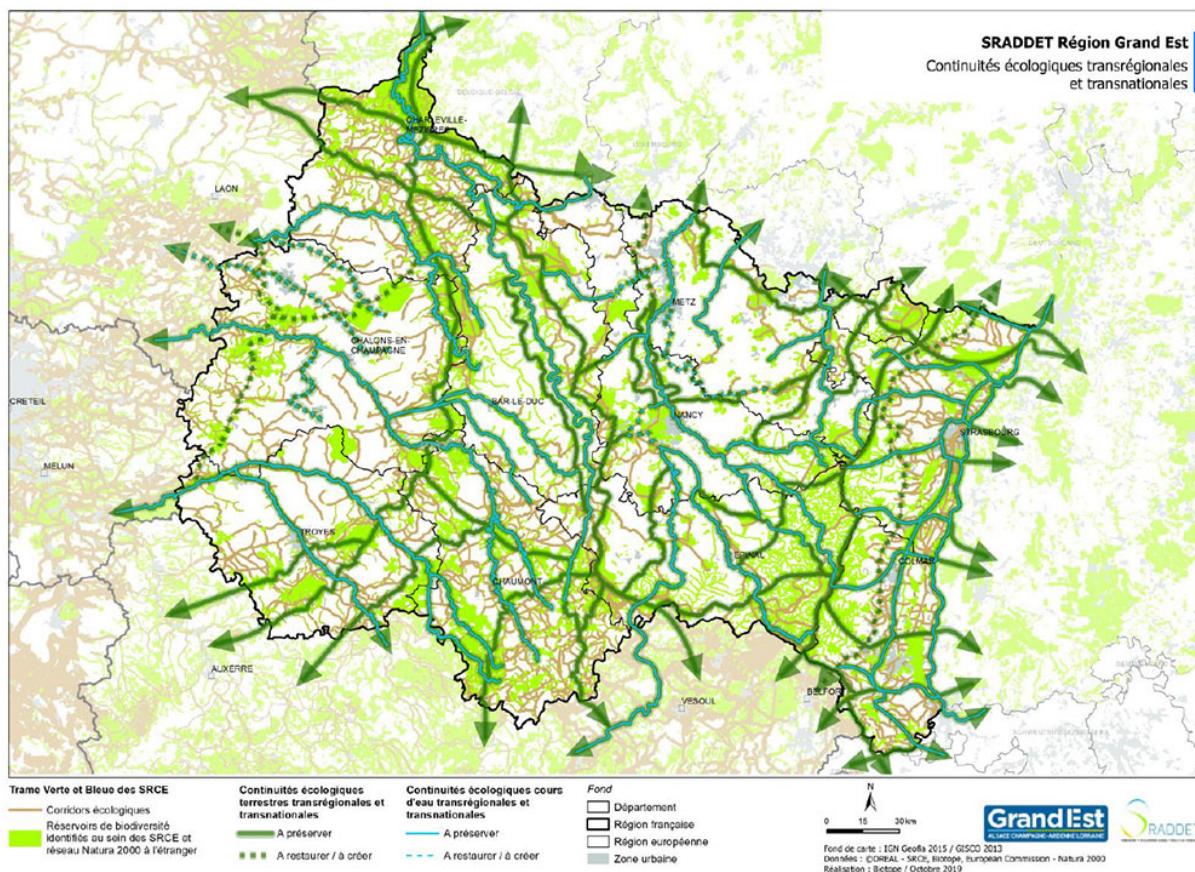 SRADDET Région Grand Est
Continuités écologiques transrégionales
et transnationales
BELGIQUE-BELGIE
CHARLEVILLE-
MEZIERES
LUXEMBOURG
LAON
DEUTSCHLAND
METZ
CHALONS-EN-
CHAMPAGNE
CRETEIL
BAR-LE-DUC
NANCY
STRASBOURG
MELUN
TROYES
EPINAL
COLMAR
CHAUMONT
AUXERRE
VESOUL
BELFORT
Trame Verte et Bleue des SRCE
Corridors écologiques
Réservoirs de biodiversité
identifiés au sein des SRCE et
réseau Natura 2000 à l'étranger
Continuités écologiques
terrestres transrégionales et
transnationales
A préserver
A restaurer / à créer
Continuités écologiques cours
d'eau transrégionales et
transnationales
A préserver
A restaurer / à créer
Fond
Département
Région française
Région européenne
Zone urbaine
N
0 15 30 km
Fond de carte : IGN Geofla 2015 / GISCO 2013
Données : ©DREAL - SRCE, Biotope, European Commission - Natura 2000
Réalisation : Biotope / Octobre 2019
GrandEst
ALSACE CHAMPAGNE-ARDENNE LORRAINE
SRADDET